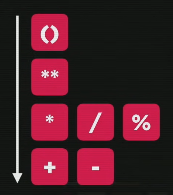 ()
**
* / %
+ -